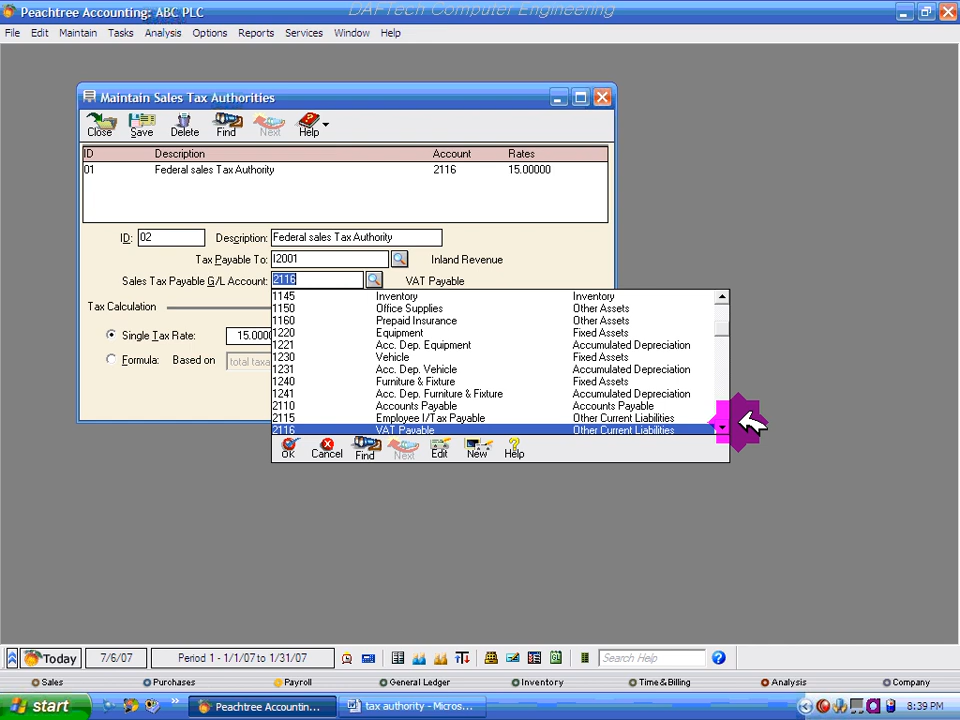 DAFTech Computer Engineering
Peachtree Accounting: ABC PLC
File Edit Maintain Tasks Analysis Options Reports Services Window Help
Maintain Sales Tax Authorities
Close Save Delete Find Next Help
ID Description Account Rates
01 Federal sales Tax Authority 2116 15.00000
ID: 02 Description: Federal sales Tax Authority
Tax Payable To: I2001 Inland Revenue
Sales Tax Payable G/L Account: 2116 VAT Payable
Tax Calculation
Single Tax Rate: 15.0000
Formula: Based on total taxa
1145 Inventory Inventory
1150 Office Supplies Other Assets
1160 Prepaid Insurance Other Assets
1220 Equipment Fixed Assets
1221 Acc. Dep. Equipment Accumulated Depreciation
1230 Vehicle Fixed Assets
1231 Acc. Dep. Vehicle Accumulated Depreciation
1240 Furniture & Fixture Fixed Assets
1241 Acc. Dep. Furniture & Fixture Accumulated Depreciation
2110 Accounts Payable Accounts Payable
2115 Employee I/Tax Payable Other Current Liabilities
2116 VAT Payable Other Current Liabilities
OK Cancel Find Next Edit New Help
Today 7/6/07 Period 1 - 1/1/07 to 1/31/07 Search Help
Sales Purchases Payroll General Ledger Inventory Time & Billing Analysis Company
start Peachtree Accountin... tax authority - Micros... 8:39 PM